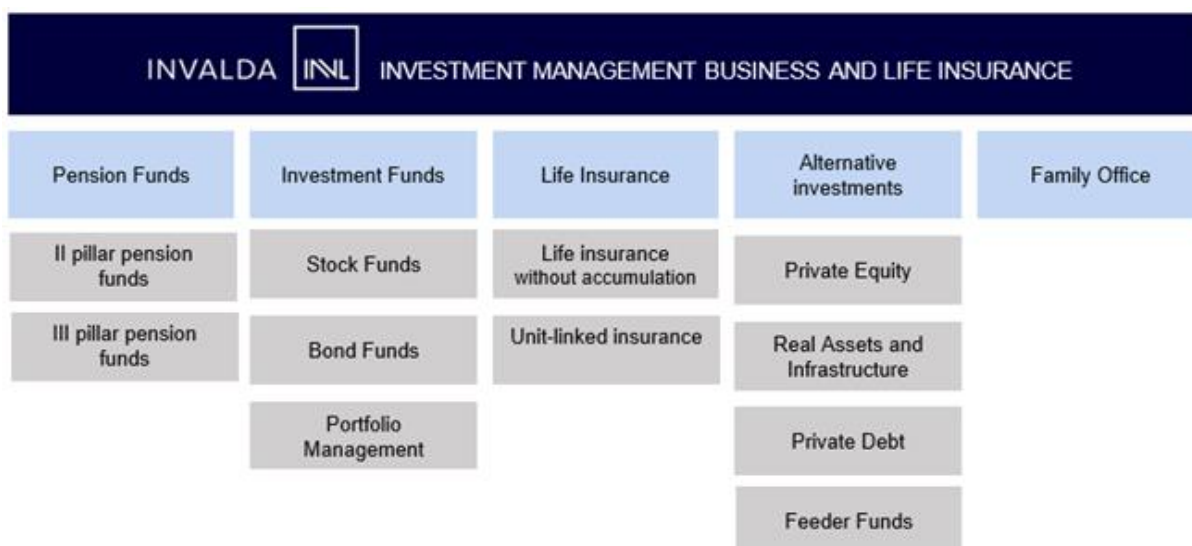 INVALDA INVL INVESTMENT MANAGEMENT BUSINESS AND LIFE INSURANCE
Pension Funds
II pillar pension
funds
III pillar pension
funds
Investment Funds
Stock Funds
Bond Funds
Portfolio
Management
Life Insurance
Life insurance
without accumulation
Unit-linked insurance
Alternative
investments
Private Equity
Real Assets and
Infrastructure
Private Debt
Feeder Funds
Family Office